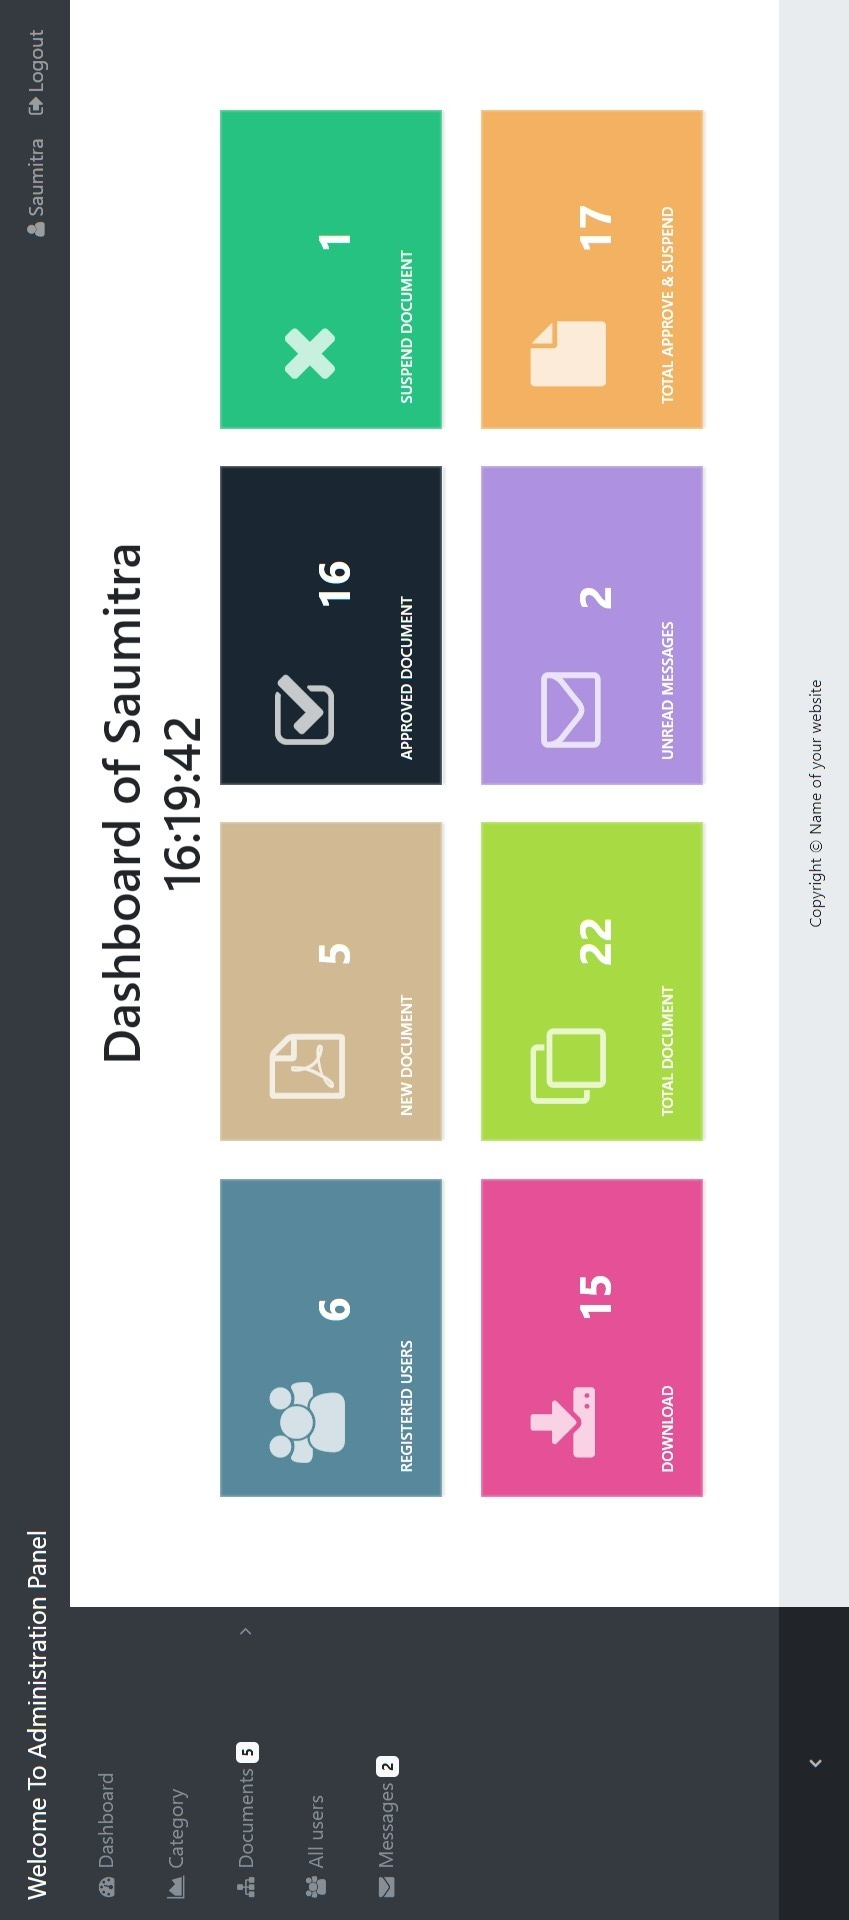 Welcome To Administration Panel
Saumitra
Logout
Dashboard
Category
Documents 5
All users
Messages 2
Dashboard of Saumitra
16:19:42
6
REGISTERED USERS
5
NEW DOCUMENT
16
APPROVED DOCUMENT
1
SUSPEND DOCUMENT
15
DOWNLOAD
22
TOTAL DOCUMENT
2
UNREAD MESSAGES
17
TOTAL APPROVE & SUSPEND
Copyright © Name of your website